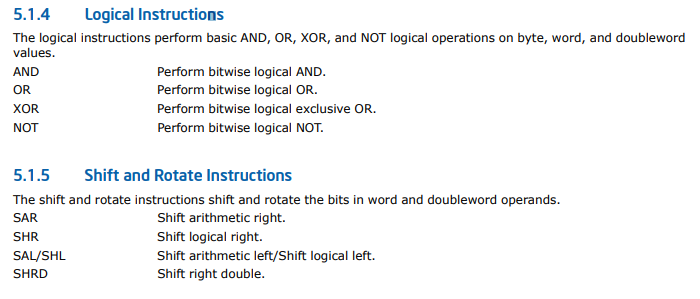 5.1.4 Logical Instructions
The logical instructions perform basic AND, OR, XOR, and NOT logical operations on byte, word, and doubleword
values.
AND Perform bitwise logical AND.
OR Perform bitwise logical OR.
XOR Perform bitwise logical exclusive OR.
NOT Perform bitwise logical NOT.
5.1.5 Shift and Rotate Instructions
The shift and rotate instructions shift and rotate the bits in word and doubleword operands.
SAR Shift arithmetic right.
SHR Shift logical right.
SAL/SHL Shift arithmetic left/Shift logical left.
SHRD Shift right double.